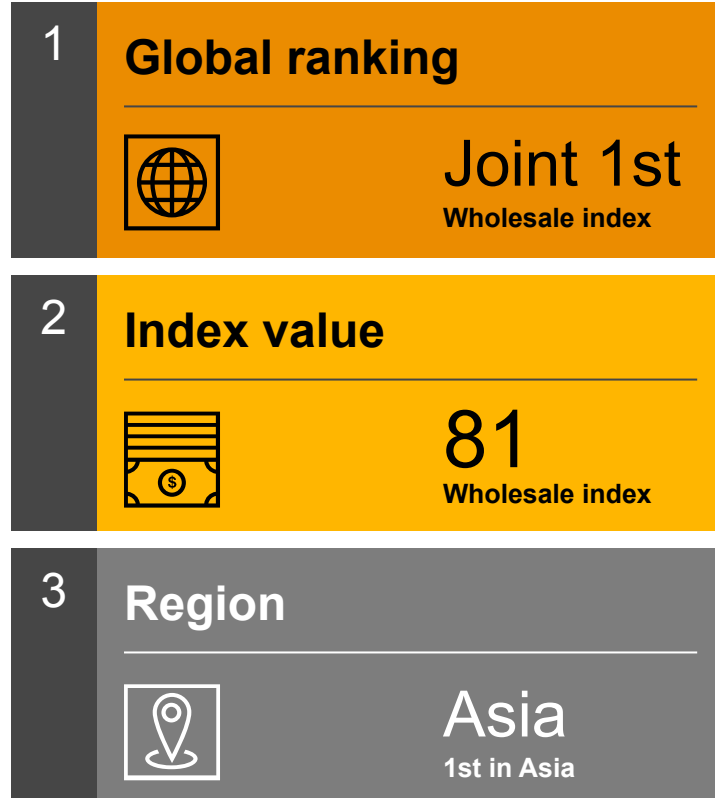 1
Global ranking
Joint 1st
Wholesale index
2
Index value
$
81
Wholesale index
3
Region
Asia
1st in Asia